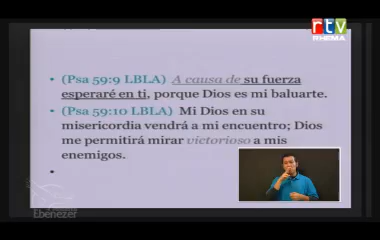 rtv
RHEMA
• (Psa 59:9 LBLA) A causa de su fuerza
esperaré en ti, porque Dios es mi baluarte.
• (Psa 59:10 LBLA) Mi Dios en su
misericordia vendrá a mi encuentro; Dios
me permitirá mirar victorioso a mis
enemigos.
•
Ebenezer